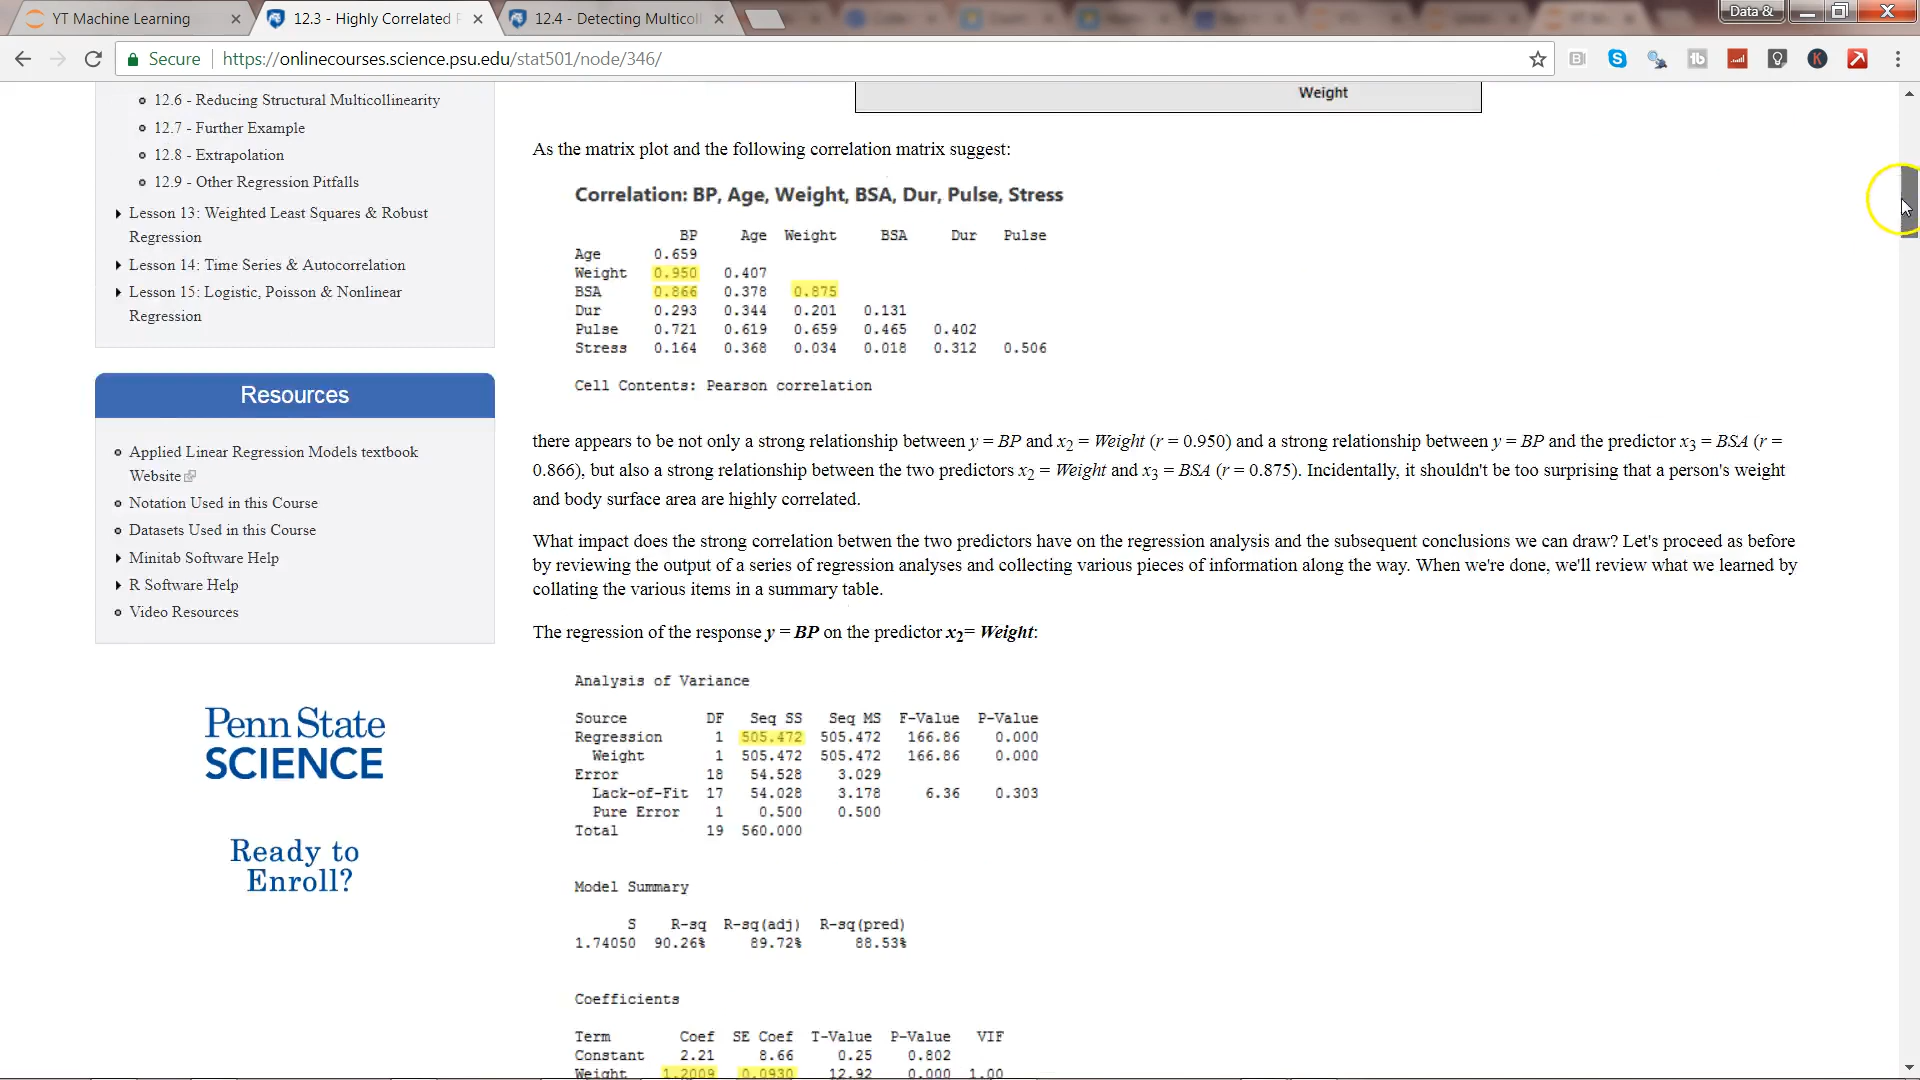 YT Machine Learning
12.3 - Highly Correlated P
12.4 - Detecting Multicoll
Data &
Secure
https://onlinecourses.science.psu.edu/stat501/node/346/
12.6 - Reducing Structural Multicollinearity
12.7 - Further Example
12.8 - Extrapolation
12.9 - Other Regression Pitfalls
Lesson 13: Weighted Least Squares & Robust
Regression
Lesson 14: Time Series & Autocorrelation
Lesson 15: Logistic, Poisson & Nonlinear
Regression
Resources
Applied Linear Regression Models textbook
Website
Notation Used in this Course
Datasets Used in this Course
Minitab Software Help
R Software Help
Video Resources
Penn State
SCIENCE
Ready to
Enroll?
Weight
As the matrix plot and the following correlation matrix suggest:
Correlation: BP, Age, Weight, BSA, Dur, Pulse, Stress
BP Age Weight BSA Dur Pulse
Age 0.659
Weight 0.950 0.407
BSA 0.866 0.378 0.875
Dur 0.293 0.344 0.201 0.131
Pulse 0.721 0.619 0.659 0.465 0.402
Stress 0.164 0.368 0.034 0.018 0.312 0.506
Cell Contents: Pearson correlation
there appears to be not only a strong relationship between y = BP and x2 = Weight (r = 0.950) and a strong relationship between y = BP and the predictor x3 = BSA (r =
0.866), but also a strong relationship between the two predictors x2 = Weight and x3 = BSA (r = 0.875). Incidentally, it shouldn't be too surprising that a person's weight
and body surface area are highly correlated.
What impact does the strong correlation betwen the two predictors have on the regression analysis and the subsequent conclusions we can draw? Let's proceed as before
by reviewing the output of a series of regression analyses and collecting various pieces of information along the way. When we're done, we'll review what we learned by
collating the various items in a summary table.
The regression of the response y = BP on the predictor x2= Weight:
Analysis of Variance
Source DF Seq SS Seq MS F-Value P-Value
Regression 1 505.472 505.472 166.86 0.000
Weight 1 505.472 505.472 166.86 0.000
Error 18 54.528 3.029
Lack-of-Fit 17 54.028 3.178 6.36 0.303
Pure Error 1 0.500 0.500
Total 19 560.000
Model Summary
S R-sq R-sq(adj) R-sq(pred)
1.74050 90.26% 89.72% 88.53%
Coefficients
Term Coef SE Coef T-Value P-Value VIF
Constant 2.21 8.66 0.25 0.802
Weight 1.2009 0.0930 12.92 0.000 1.00